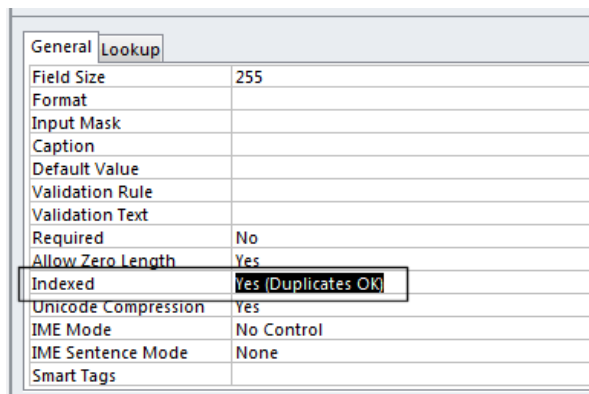 General Lookup
Field Size 255
Format
Input Mask
Caption
Default Value
Validation Rule
Validation Text
Required No
Allow Zero Length Yes
Indexed Yes (Duplicates OK)
Unicode Compression Yes
IME Mode No Control
IME Sentence Mode None
Smart Tags